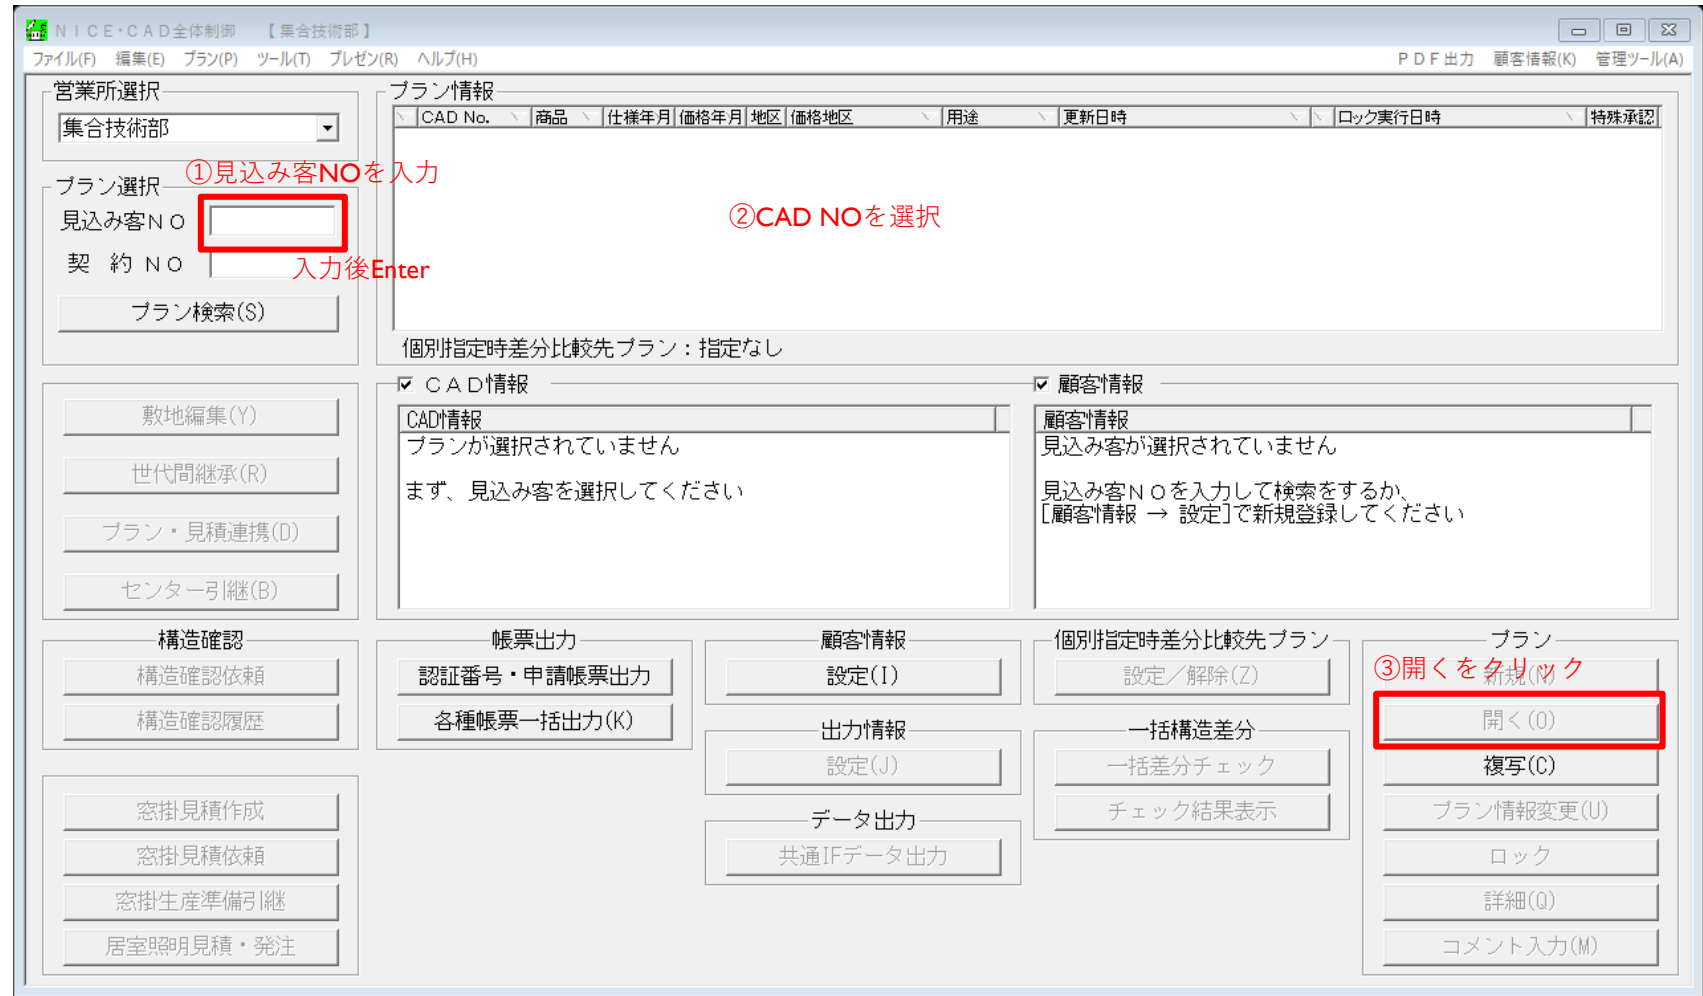 ＮＩＣＥ・ＣＡＤ全体制御　【集合技術部】
ファイル(F) 編集(E) プラン(P) ツール(T) プレゼン(R) ヘルプ(H) ＰＤＦ出力 顧客情報(K) 管理ツール(A)
営業所選択
集合技術部
プラン情報
CAD No. 商品 仕様年月 価格年月 地区 価格地区 用途 更新日時 ロック実行日時 特殊承認
①見込み客NOを入力
プラン選択
見込み客ＮＯ
②CAD NOを選択
契 約 ＮＯ
入力後Enter
プラン検索(S)
個別指定時差分比較先プラン：指定なし
敷地編集(Y)
世代間継承(R)
プラン・見積連携(D)
センター引継(B)
ＣＡＤ情報
CAD情報
プランが選択されていません
まず、見込み客を選択してください
顧客情報
顧客情報
見込み客が選択されていません
見込み客ＮＯを入力して検索をするか、
[顧客情報 → 設定]で新規登録してください
構造確認
構造確認依頼
構造確認履歴
帳票出力
認証番号・申請帳票出力
各種帳票一括出力(K)
顧客情報
設定(I)
出力情報
設定(J)
データ出力
共通IFデータ出力
個別指定時差分比較先プラン
設定／解除(Z)
一括構造差分
一括差分チェック
チェック結果表示
プラン
③開くをクリック
新規(N)
開く(O)
複写(C)
プラン情報変更(U)
ロック
詳細(Q)
コメント入力(M)
窓掛見積作成
窓掛見積依頼
窓掛生産準備引継
居室照明見積・発注